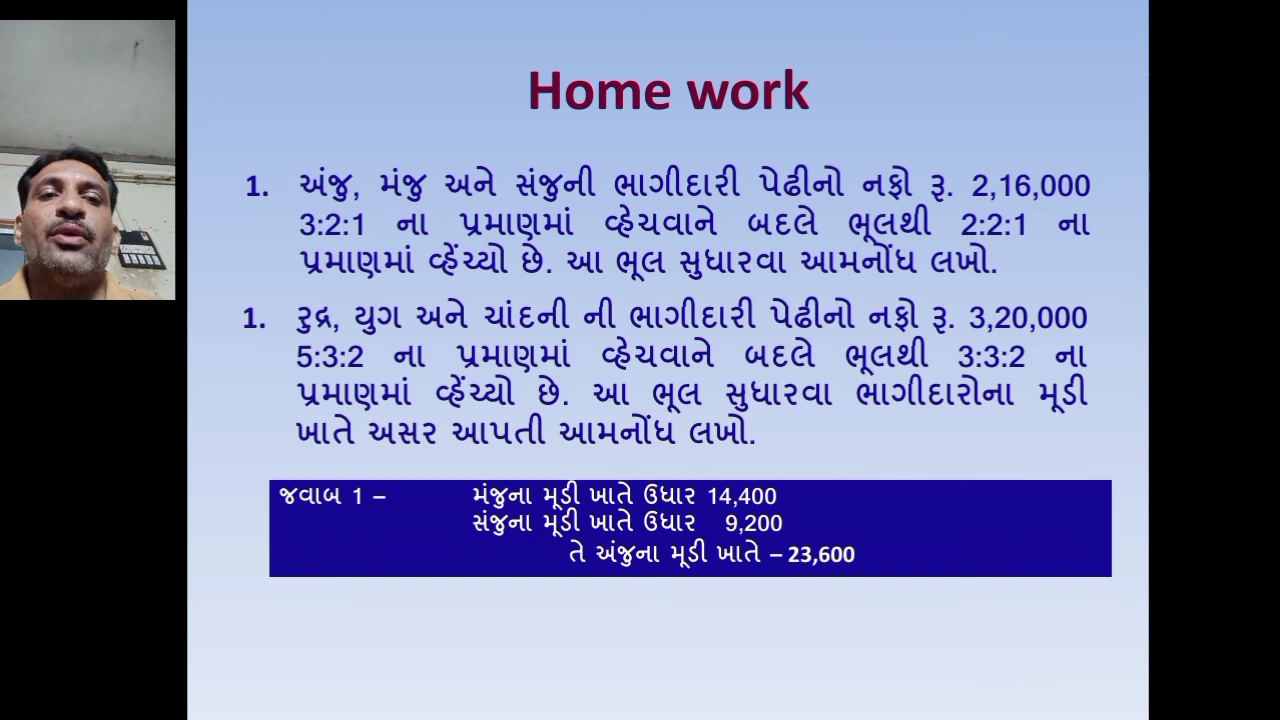 Home work
1. અંજુ, મંજુ અને સંજુની ભાગીદારી પેઢીનો નફો રૂ. 2,16,000
3:2:1 ના પ્રમાણમાં વ્હેચવાને બદલે ભૂલથી 2:2:1 ના
પ્રમાણમાં વ્હેંચ્યો છે. આ ભૂલ સુધારવા આમનોંધ લખો.
1. રુદ્ર, યુગ અને ચાંદની ની ભાગીદારી પેઢીનો નફો રૂ. 3,20,000
5:3:2 ના પ્રમાણમાં વ્હેચવાને બદલે ભૂલથી 3:3:2 ના
પ્રમાણમાં વ્હેંચ્યો છે. આ ભૂલ સુધારવા ભાગીદારોના મૂડી
ખાતે અસર આપતી આમનોંધ લખો.
જવાબ 1 – મંજુના મૂડી ખાતે ઉધાર 14,400
સંજુના મૂડી ખાતે ઉધાર 9,200
તે અંજુના મૂડી ખાતે – 23,600